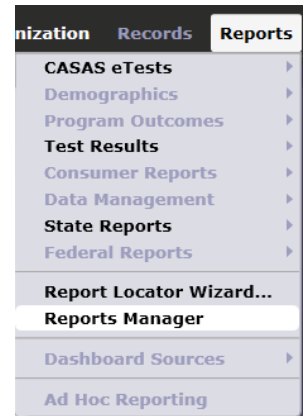 nization Records Reports
CASAS eTests
Demographics
Program Outcomes
Test Results
Consumer Reports
Data Management
State Reports
Federal Reports
Report Locator Wizard...
Reports Manager
Dashboard Sources
Ad Hoc Reporting